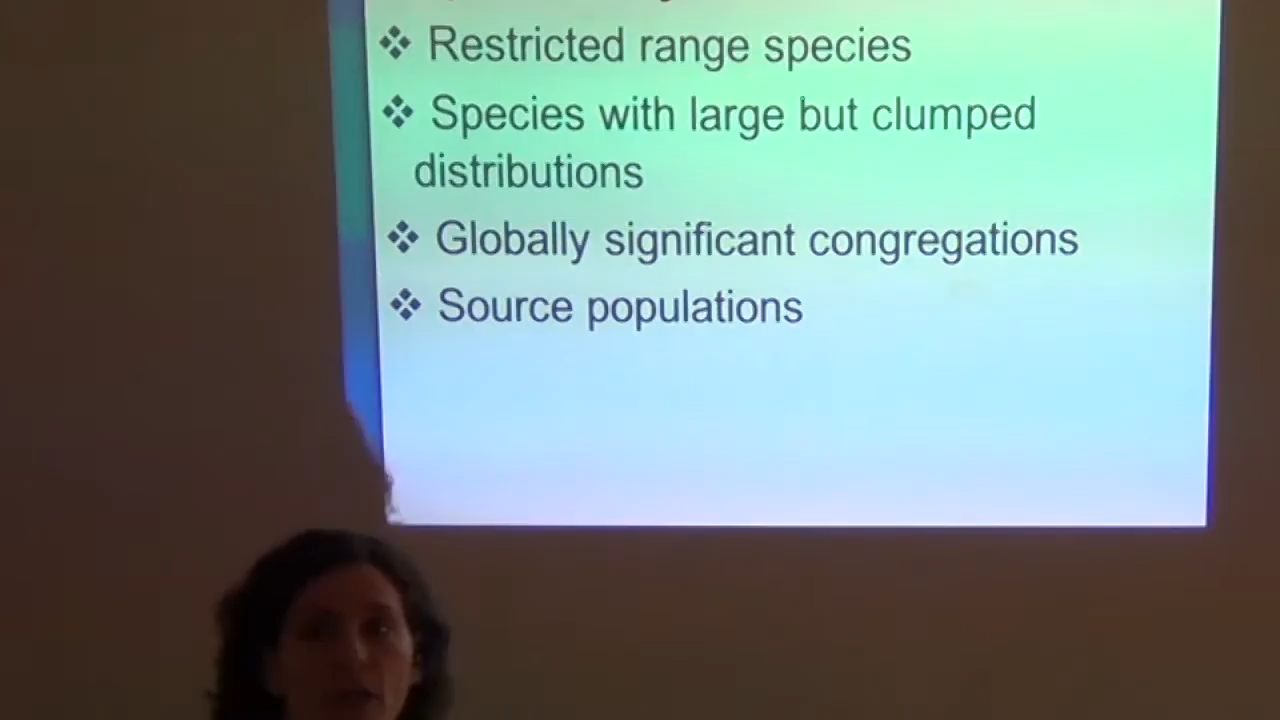 ❖ Restricted range species
❖ Species with large but clumped
distributions
❖ Globally significant congregations
❖ Source populations